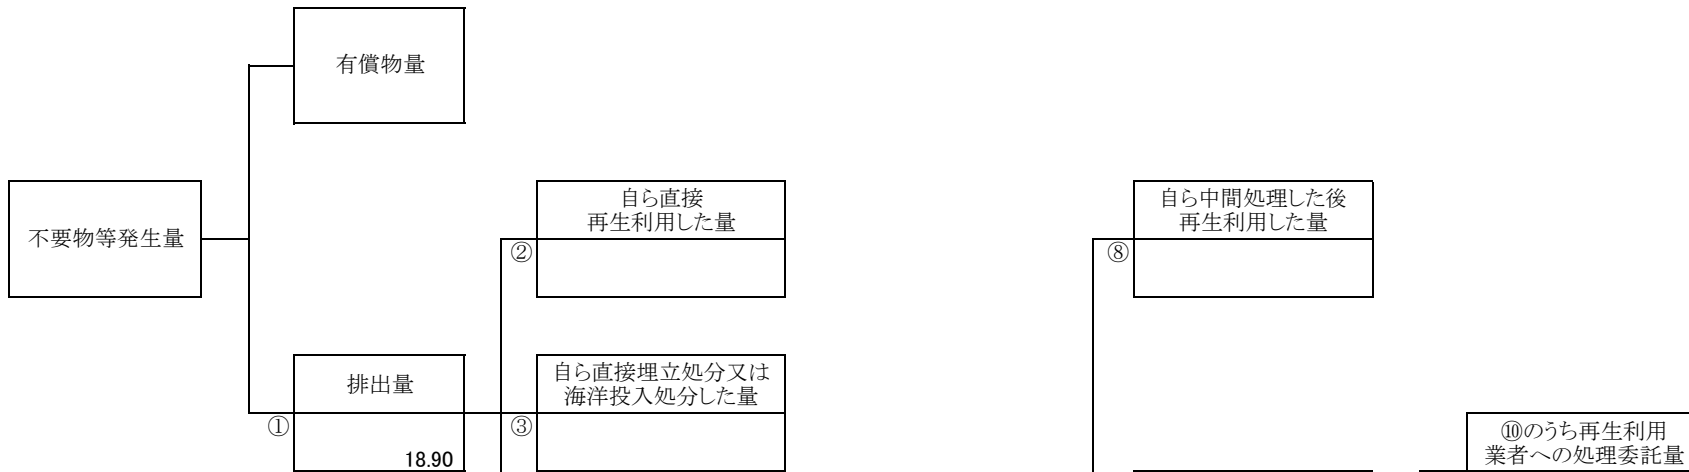 有償物量
不要物等発生量
自ら直接
再生利用した量
②
自ら中間処理した後
再生利用した量
⑧
排出量
①
18.90
自ら直接埋立処分又は
海洋投入処分した量
③
⑩のうち再生利用
業者への処理委託量